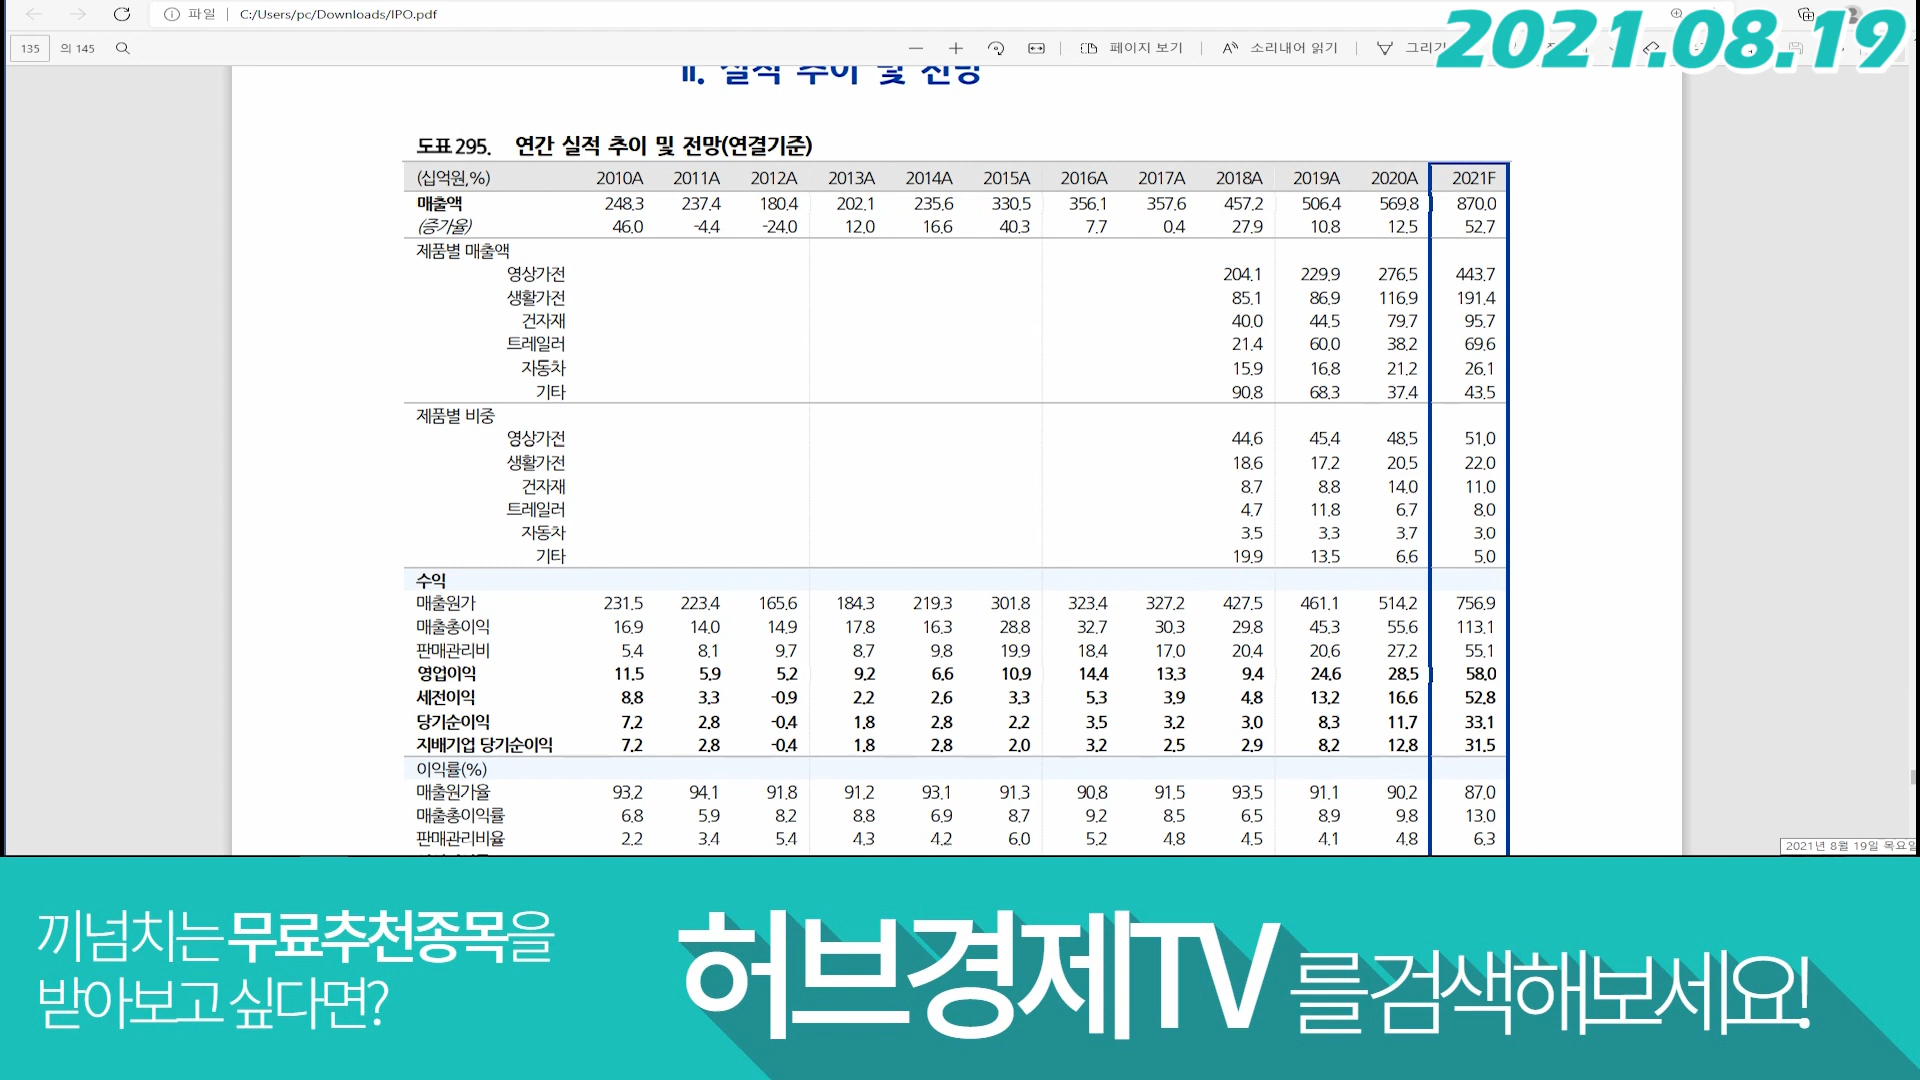 파일 C:/Users/pc/Downloads/IPO.pdf
2021.08.19
135 의 145 페이지 보기 소리내어 읽기 그리기
II. 실적 추이 및 전망
도표 295. 연간 실적 추이 및 전망(연결기준)
(십억원,%) 2010A 2011A 2012A 2013A 2014A 2015A 2016A 2017A 2018A 2019A 2020A 2021F
매출액 248.3 237.4 180.4 202.1 235.6 330.5 356.1 357.6 457.2 506.4 569.8 870.0
(증가율) 46.0 -4.4 -24.0 12.0 16.6 40.3 7.7 0.4 27.9 10.8 12.5 52.7
제품별 매출액
영상가전 204.1 229.9 276.5 443.7
생활가전 85.1 86.9 116.9 191.4
건자재 40.0 44.5 79.7 95.7
트레일러 21.4 60.0 38.2 69.6
자동차 15.9 16.8 21.2 26.1
기타 90.8 68.3 37.4 43.5
제품별 비중
영상가전 44.6 45.4 48.5 51.0
생활가전 18.6 17.2 20.5 22.0
건자재 8.7 8.8 14.0 11.0
트레일러 4.7 11.8 6.7 8.0
자동차 3.5 3.3 3.7 3.0
기타 19.9 13.5 6.6 5.0
수익
매출원가 231.5 223.4 165.6 184.3 219.3 301.8 323.4 327.2 427.5 461.1 514.2 756.9
매출총이익 16.9 14.0 14.9 17.8 16.3 28.8 32.7 30.3 29.8 45.3 55.6 113.1
판매관리비 5.4 8.1 9.7 8.7 9.8 19.9 18.4 17.0 20.4 20.6 27.2 55.1
영업이익 11.5 5.9 5.2 9.2 6.6 10.9 14.4 13.3 9.4 24.6 28.5 58.0
세전이익 8.8 3.3 -0.9 2.2 2.6 3.3 5.3 3.9 4.8 13.2 16.6 52.8
당기순이익 7.2 2.8 -0.4 1.8 2.8 2.2 3.5 3.2 3.0 8.3 11.7 33.1
지배기업 당기순이익 7.2 2.8 -0.4 1.8 2.8 2.0 3.2 2.5 2.9 8.2 12.8 31.5
이익률(%)
매출원가율 93.2 94.1 91.8 91.2 93.1 91.3 90.8 91.5 93.5 91.1 90.2 87.0
매출총이익률 6.8 5.9 8.2 8.8 6.9 8.7 9.2 8.5 6.5 8.9 9.8 13.0
판매관리비율 2.2 3.4 5.4 4.3 4.2 6.0 5.2 4.8 4.5 4.1 4.8 6.3
2021년 8월 19일 목요일
끼넘치는 무료추천종목을
받아보고 싶다면?
허브경제TV를 검색해보세요!